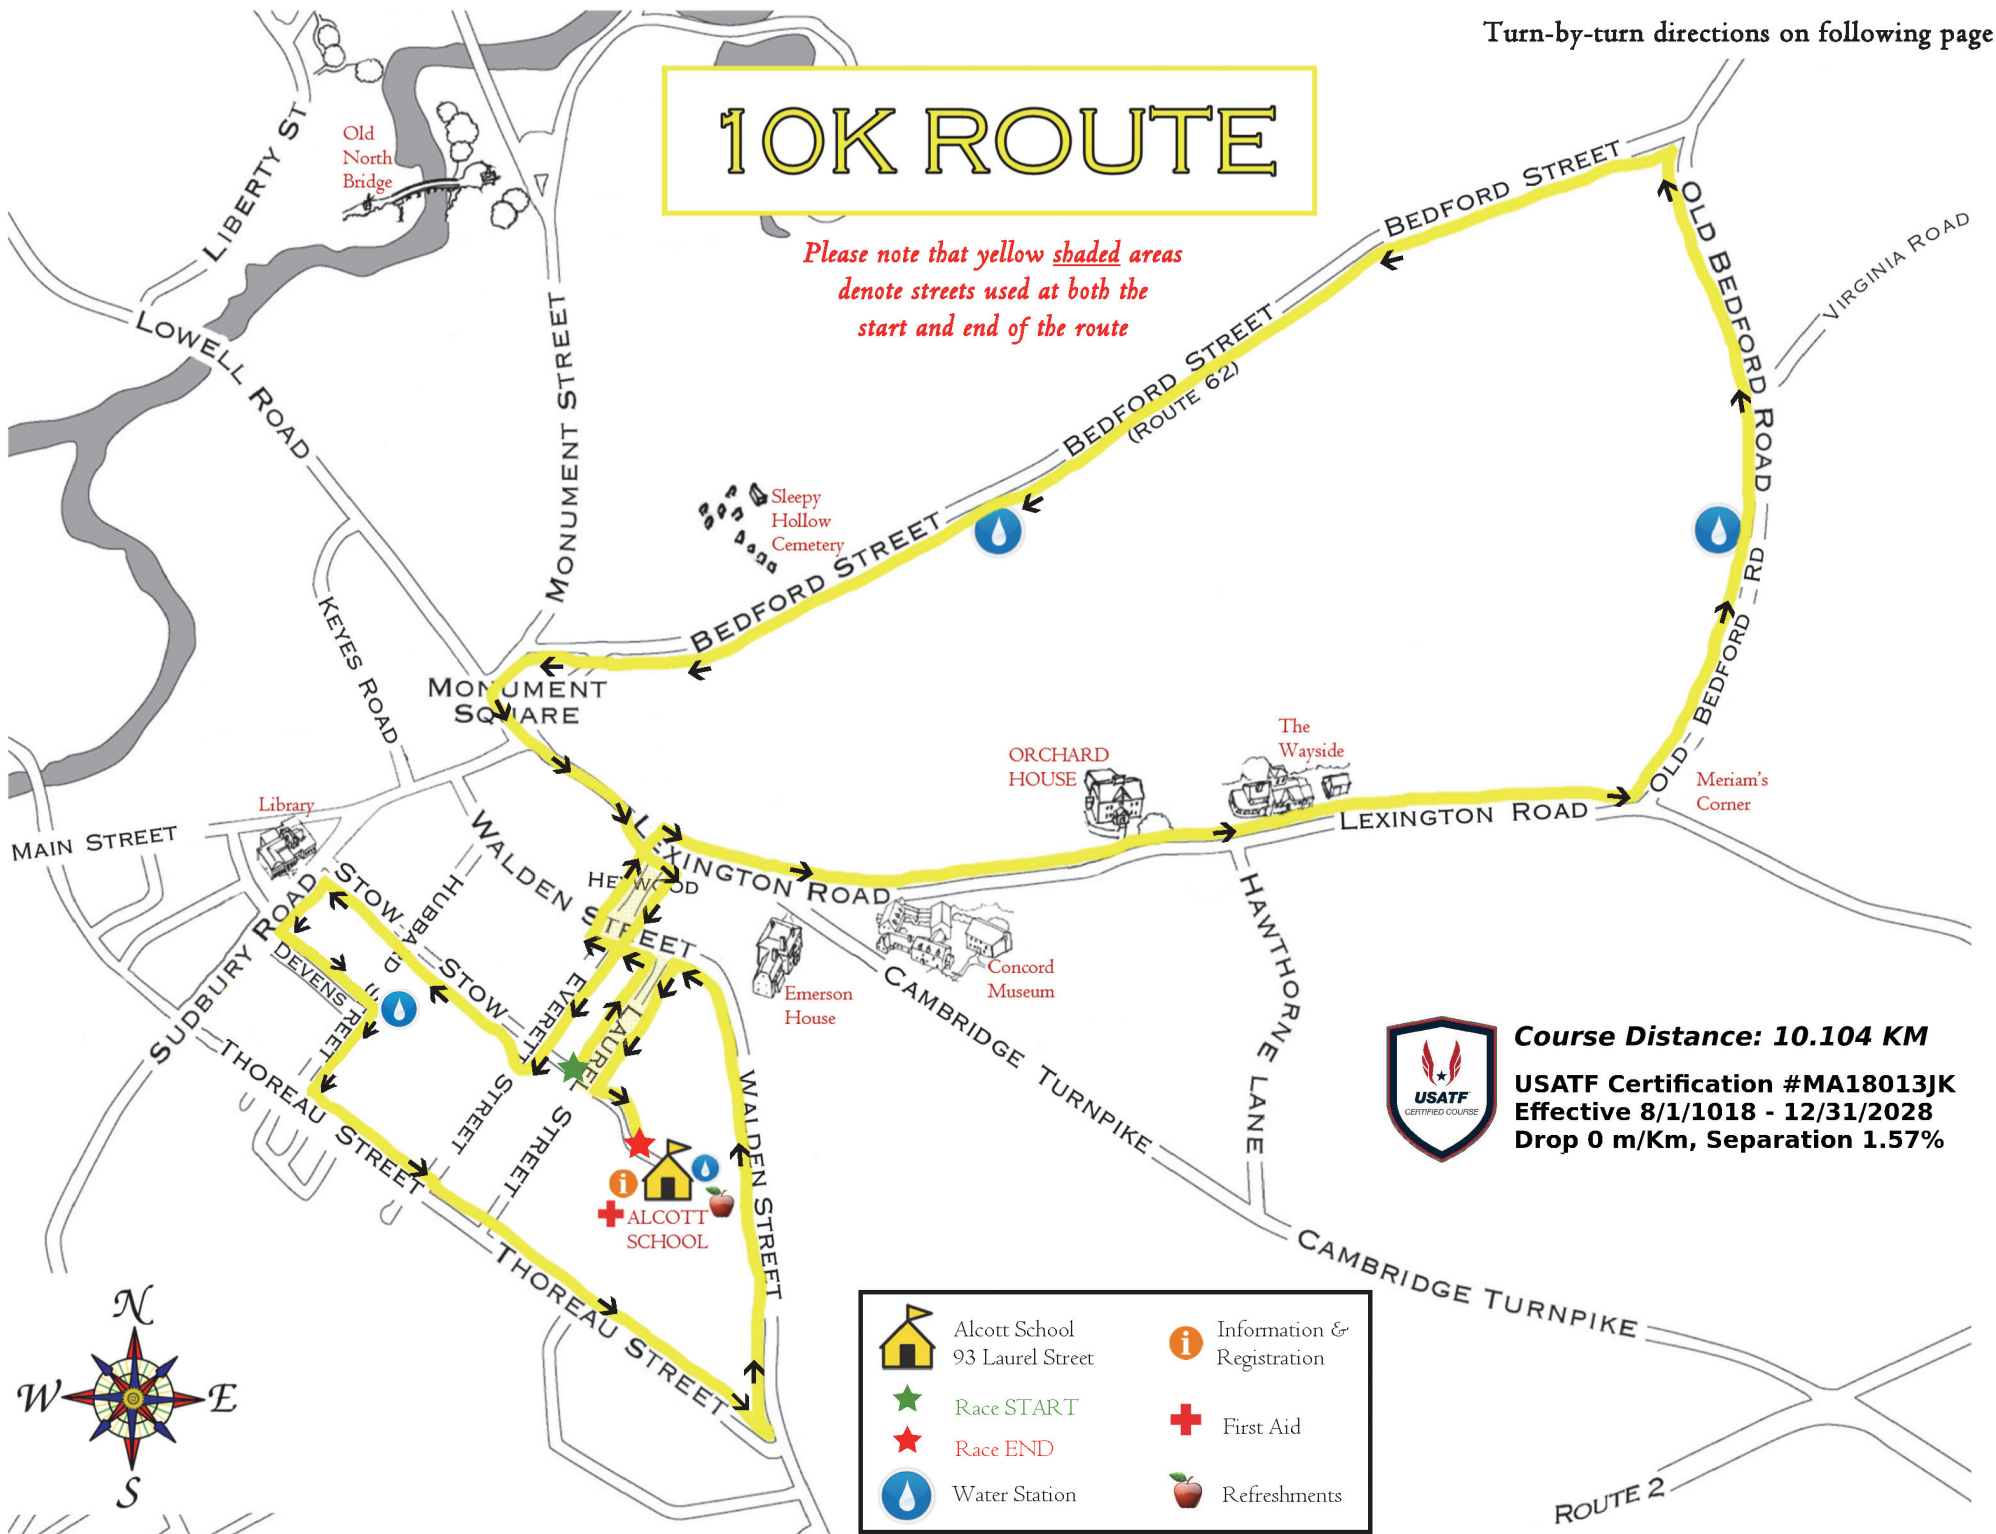 Turn-by-turn directions on following page
10K ROUTE
Please note that yellow shaded areas
denote streets used at both the
start and end of the route
Old
North
Bridge
LIBERTY ST
LOWELL ROAD
MONUMENT STREET
BEDFORD STREET
OLD BEDFORD ROAD
VIRGINIA ROAD
BEDFORD STREET
(ROUTE 62)
Sleepy
Hollow
Cemetery
BEDFORD STREET
KEYES ROAD
MONUMENT
SQUARE
OLD BEDFORD RD
Meriam's
Corner
The
Wayside
ORCHARD
HOUSE
LEXINGTON ROAD
Library
MAIN STREET
WALDEN STREET
LEXINGTON ROAD
HEYWOOD
HUBBARD
STOW
STOW
SUDBURY ROAD
DEVENS
STREET
EVERETT
STREET
LAUREL
STREET
Emerson
House
Concord
Museum
CAMBRIDGE TURNPIKE
HAWTHORNE LANE
THOREAU STREET
WALDEN STREET
ALCOTT
SCHOOL
THOREAU STREET
CAMBRIDGE TURNPIKE
ROUTE 2
USATF
CERTIFIED COURSE
Course Distance: 10.104 KM
USATF Certification #MA18013JK
Effective 8/1/1018 - 12/31/2028
Drop 0 m/Km, Separation 1.57%
N
W
E
S
Alcott School
93 Laurel Street
Race START
Race END
Water Station
i
Information &
Registration
First Aid
Refreshments